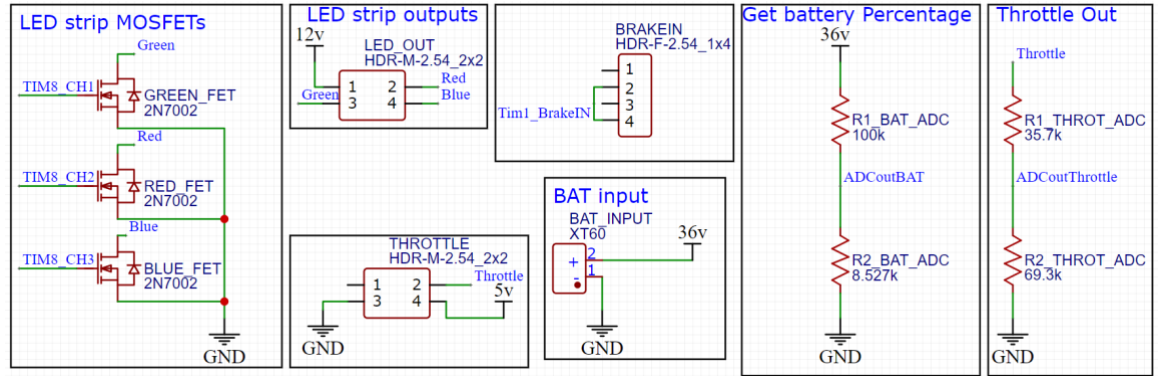 LED strip MOSFETs
Green
TIM8_CH1
GREEN_FET
2N7002
Red
TIM8_CH2
RED_FET
2N7002
Blue
TIM8_CH3
BLUE_FET
2N7002
GND
LED strip outputs
12v
LED_OUT
HDR-M-2.54_2x2
1 2
Red
Green
3 4
Blue
BRAKEIN
HDR-F-2.54_1x4
1
2
3
4
Tim1_BrakeIN
THROTTLE
HDR-M-2.54_2x2
Throttle
1 2
3 4
5v
GND
BAT input
BAT_INPUT
XT60
36v
2
+
1
-
GND
Get battery Percentage
36v
R1_BAT_ADC
100k
ADCoutBAT
R2_BAT_ADC
8.527k
GND
Throttle Out
Throttle
R1_THROT_ADC
35.7k
ADCoutThrottle
R2_THROT_ADC
69.3k
GND